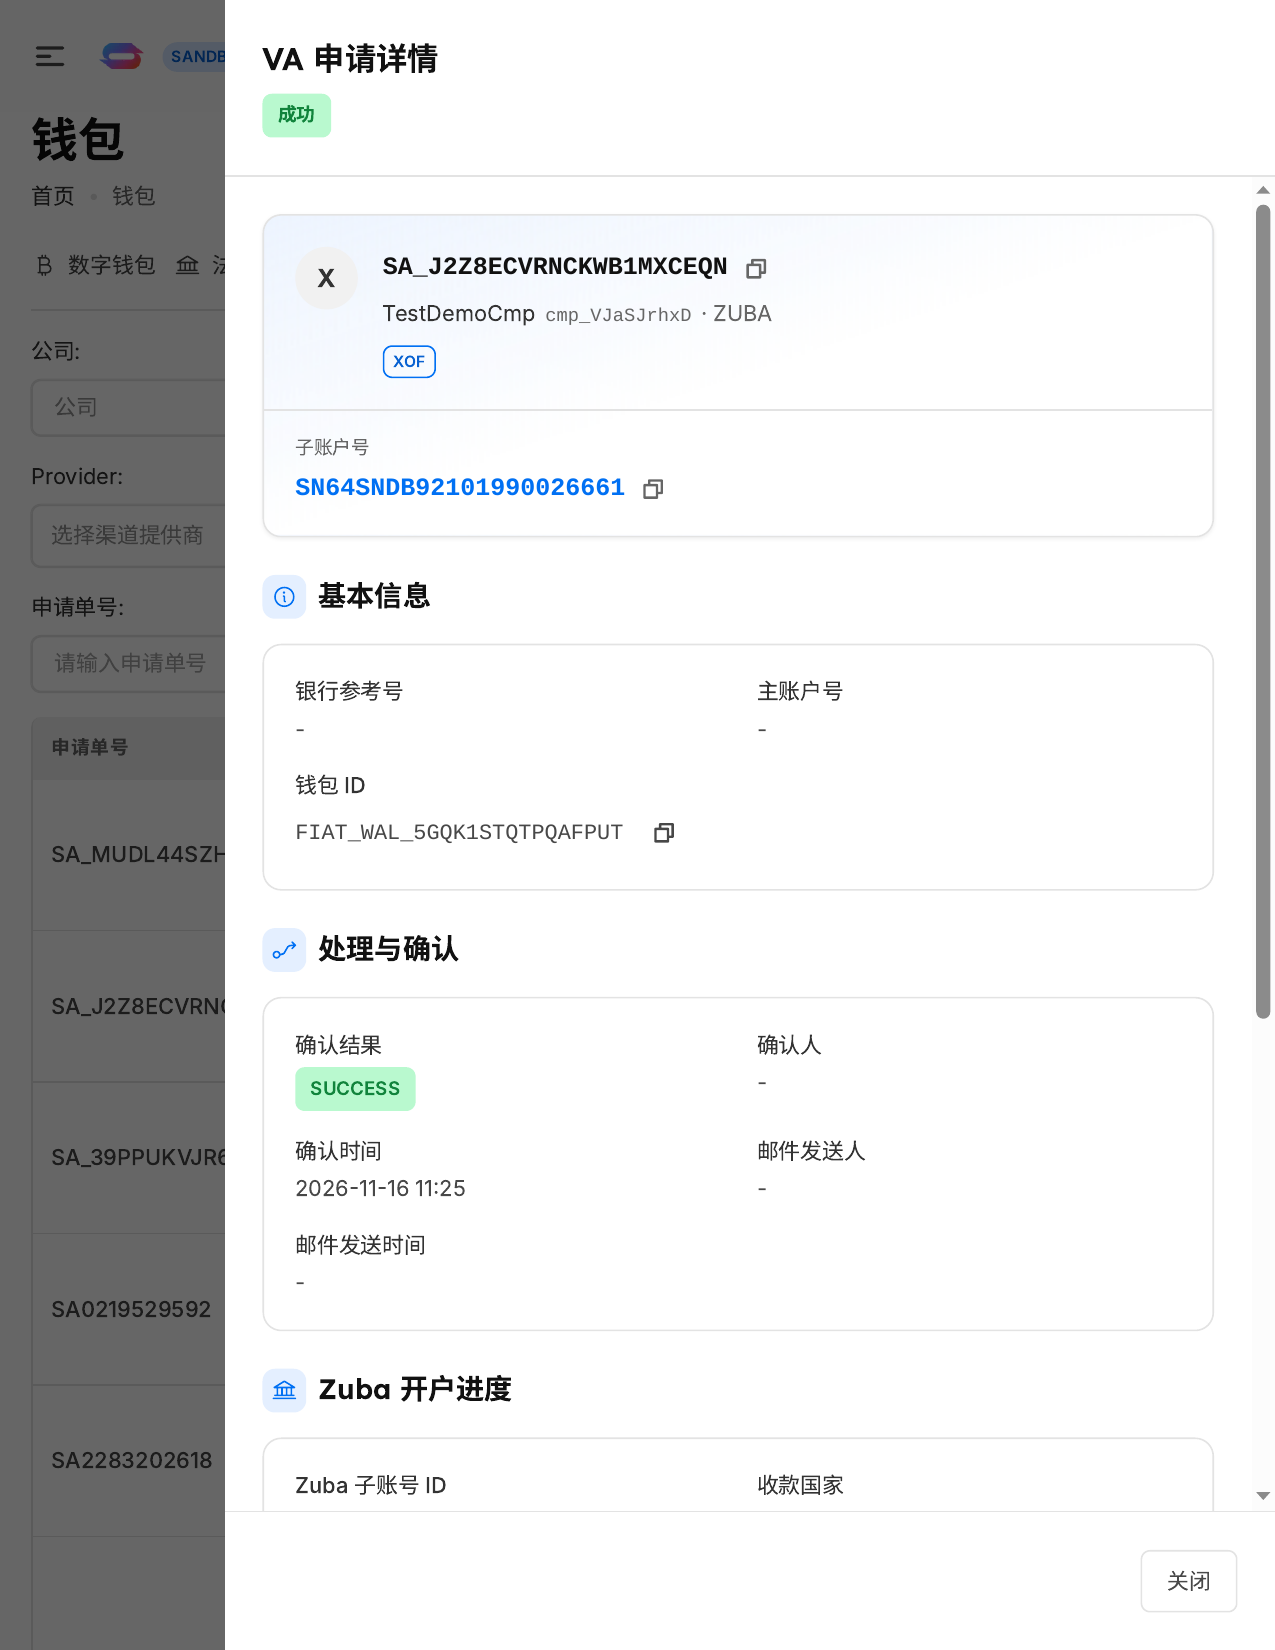 SANDB
钱包
首页 • 钱包
数字钱包
公司:
公司
Provider:
选择渠道提供商
申请单号:
请输入申请单号
申请单号
SA_MUDL44SZH
SA_J2Z8ECVRNC
SA_39PPUKVJR6
SA0219529592
SA2283202618
VA 申请详情
成功
X
SA_J2Z8ECVRNCKWB1MXCEQN
TestDemoCmp cmp_VJaSJrhxD · ZUBA
XOF
子账户号
SN64SNDB92101990026661
基本信息
银行参考号
-
主账户号
-
钱包 ID
FIAT_WAL_5GQK1STQTPQAFPUT
处理与确认
确认结果
SUCCESS
确认人
-
确认时间
2026-11-16 11:25
邮件发送人
-
邮件发送时间
-
Zuba 开户进度
Zuba 子账号 ID
收款国家
关闭